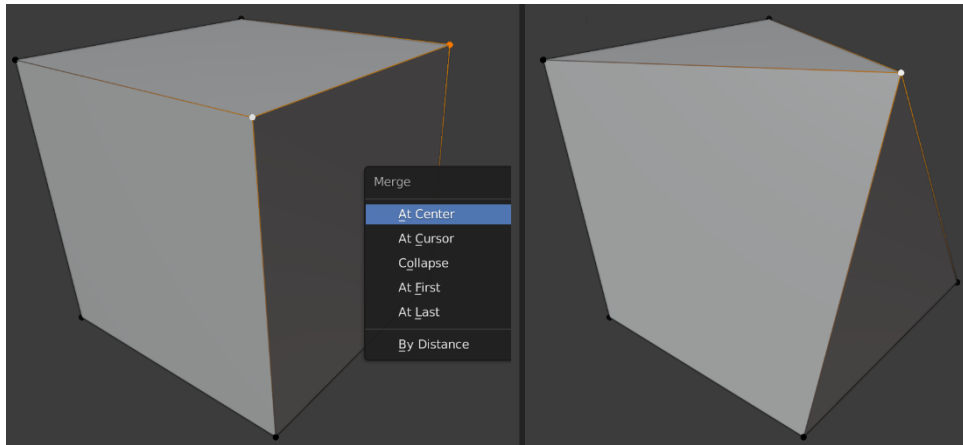 Merge
At Center
At Cursor
Collapse
At First
At Last
By Distance